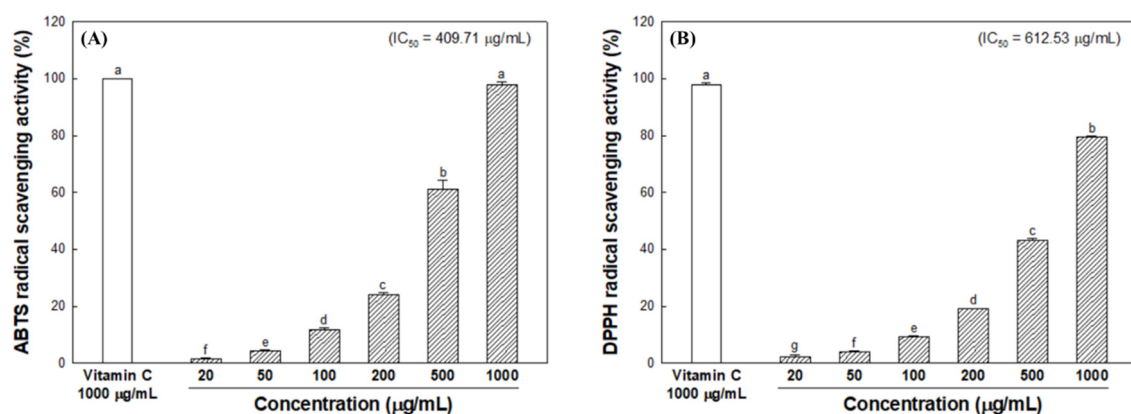 (A)
(IC50 = 409.71 μg/mL)
ABTS radical scavenging activity (%)
120
100
80
60
40
20
0
a
f
e
d
c
b
a
Vitamin C
1000 μg/mL
20 50 100 200 500 1000
Concentration (μg/mL)
(B)
(IC50 = 612.53 μg/mL)
DPPH radical scavenging activity (%)
120
100
80
60
40
20
0
a
g
f
e
d
c
b
Vitamin C
1000 μg/mL
20 50 100 200 500 1000
Concentration (μg/mL)